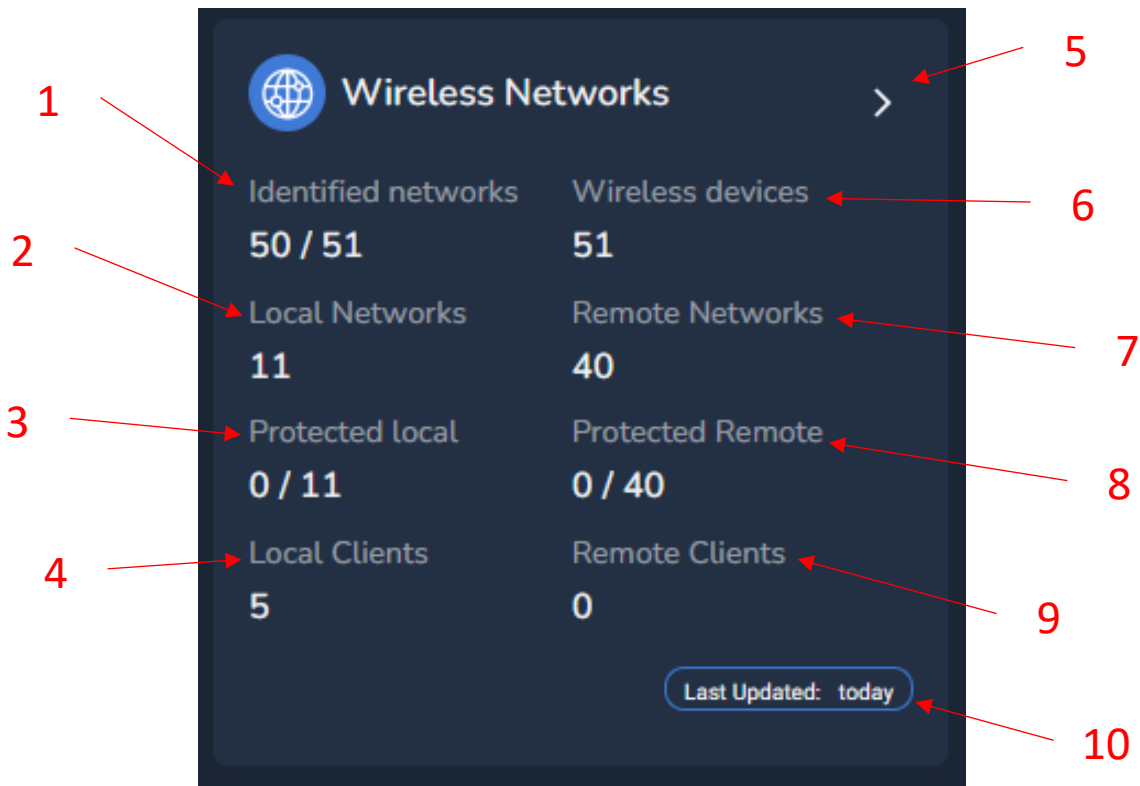 5
Wireless Networks
1
Identified networks Wireless devices
6
50 / 51 51
2
Local Networks Remote Networks
7
11 40
3
Protected local Protected Remote
8
0 / 11 0 / 40
4
Local Clients Remote Clients
9
5 0
Last Updated: today
10